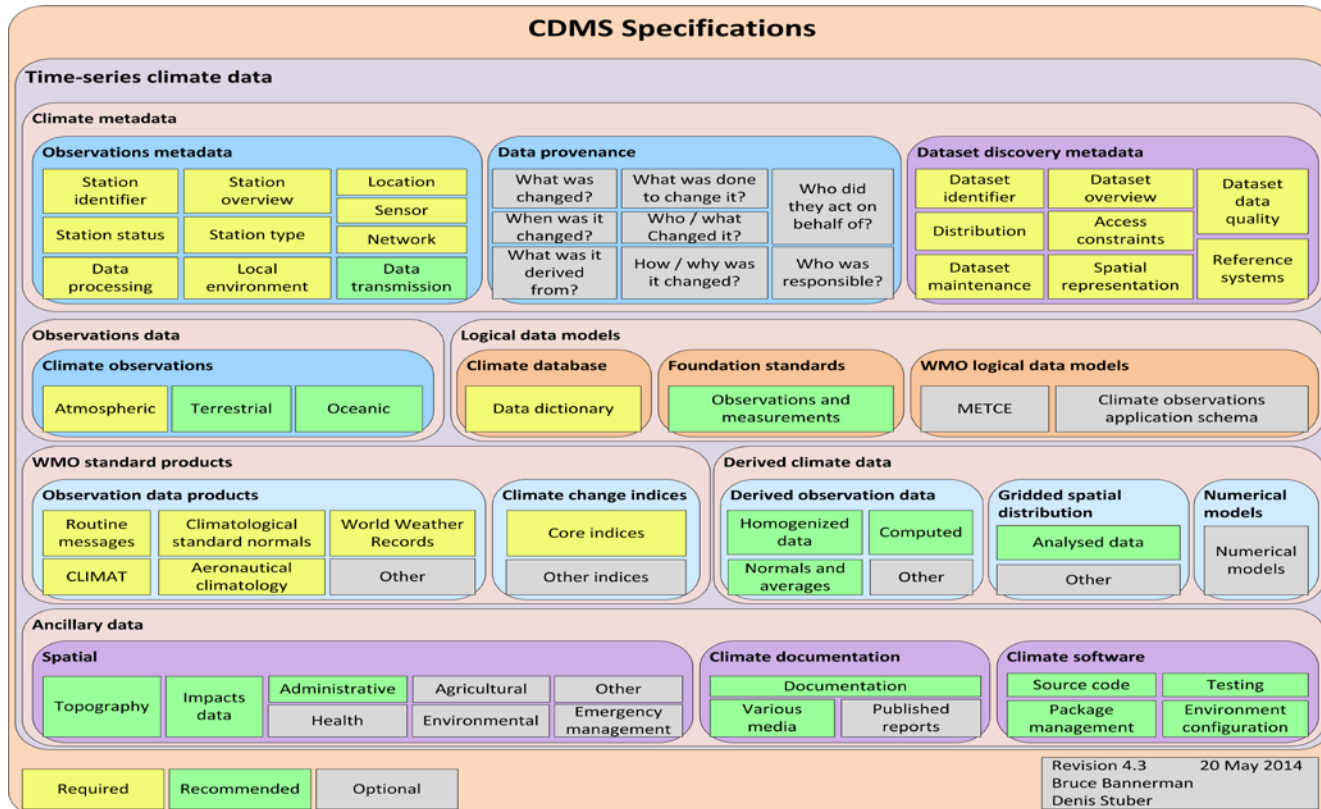 CDMS Specifications
Time-series climate data
Climate metadata
Observations metadata
Station
identifier
Station
overview
Location
Sensor
Station status
Station type
Network
Data
processing
Local
environment
Data
transmission
Data provenance
What was
changed?
What was done
to change it?
Who did
they act on
behalf of?
When was it
changed?
Who / what
Changed it?
What was it
derived
from?
How / why was
it changed?
Who was
responsible?
Dataset discovery metadata
Dataset
identifier
Dataset
overview
Dataset
data
quality
Distribution
Access
constraints
Reference
systems
Dataset
maintenance
Spatial
representation
Observations data
Climate observations
Atmospheric
Terrestrial
Oceanic
Logical data models
Climate database
Data dictionary
Foundation standards
Observations and
measurements
WMO logical data models
METCE
Climate observations
application schema
WMO standard products
Observation data products
Routine
messages
Climatological
standard normals
World Weather
Records
CLIMAT
Aeronautical
climatology
Other
Climate change indices
Core indices
Other indices
Derived climate data
Derived observation data
Homogenized
data
Computed
Normals and
averages
Other
Gridded spatial
distribution
Analysed data
Other
Numerical
models
Numerical
models
Ancillary data
Spatial
Topography
Impacts
data
Administrative
Agricultural
Other
Health
Environmental
Emergency
management
Climate documentation
Documentation
Various
media
Published
reports
Climate software
Source code
Testing
Package
management
Environment
configuration
Required
Recommended
Optional
Revision 4.3 20 May 2014
Bruce Bannerman
Denis Stuber